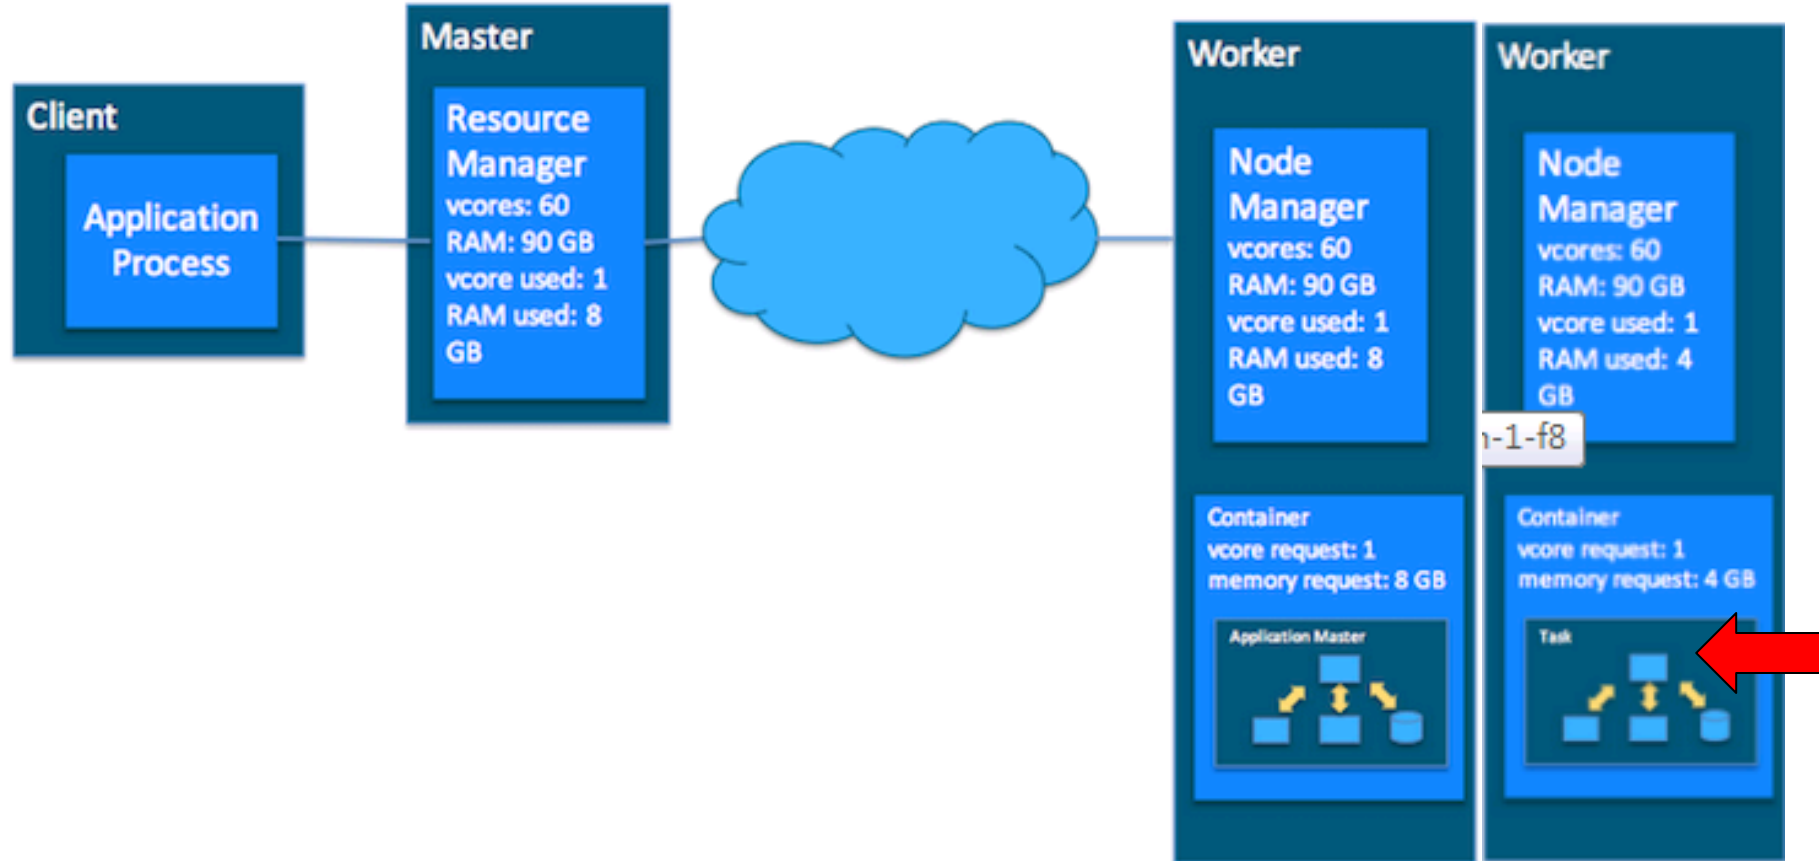 Client
Application
Process
Master
Resource
Manager
vcores: 60
RAM: 90 GB
vcore used: 1
RAM used: 8
GB
Worker
Node
Manager
vcores: 60
RAM: 90 GB
vcore used: 1
RAM used: 8
GB
Container
vcore request: 1
memory request: 8 GB
Application Master
Worker
Node
Manager
vcores: 60
RAM: 90 GB
vcore used: 1
RAM used: 4
GB
-1-f8
Container
vcore request: 1
memory request: 4 GB
Task